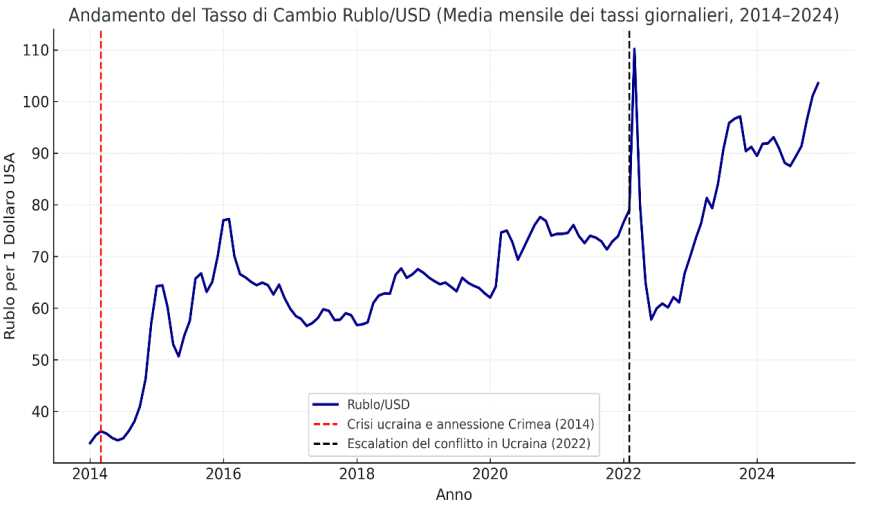 Andamento del Tasso di Cambio Rublo/USD (Media mensile dei tassi giornalieri, 2014–2024)
Rublo per 1 Dollaro USA
110
100
90
80
70
60
50
40
Rublo/USD
Crisi ucraina e annessione Crimea (2014)
Escalation del conflitto in Ucraina (2022)
2014 2016 2018 2020 2022 2024
Anno